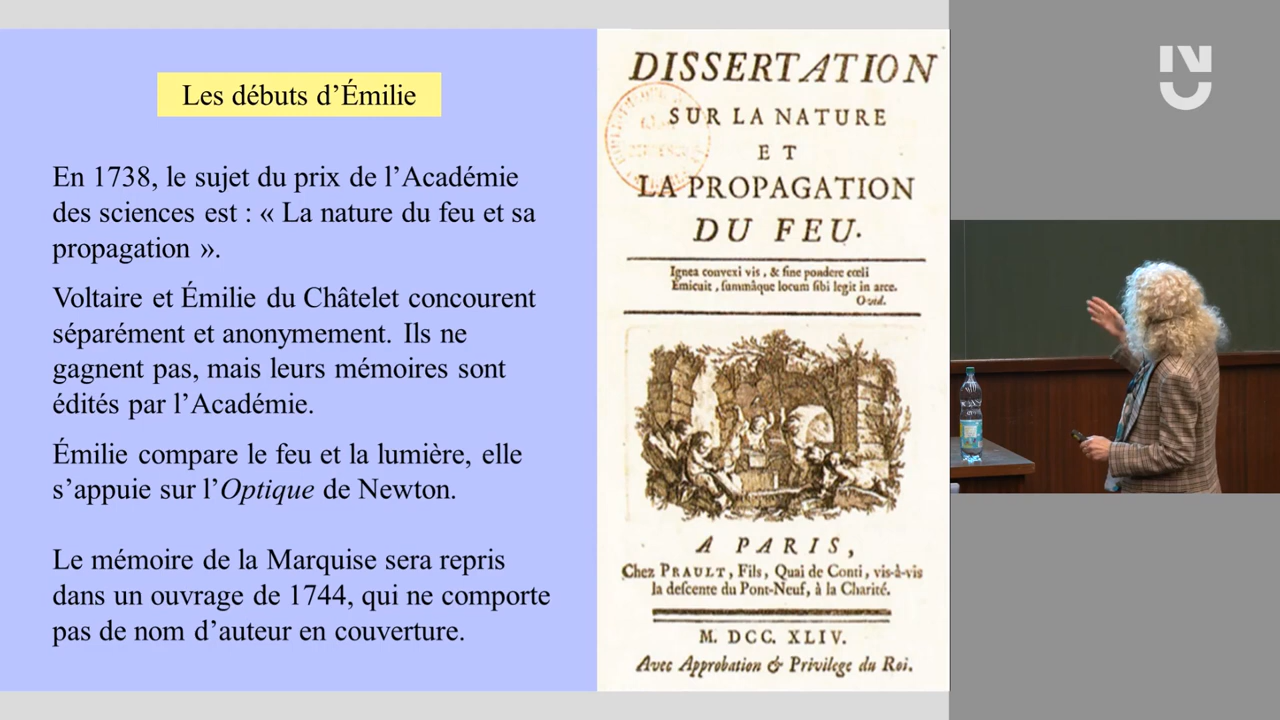 Les débuts d’Émilie
En 1738, le sujet du prix de l’Académie
des sciences est : « La nature du feu et sa
propagation ».
Voltaire et Émilie du Châtelet concourent
séparément et anonymement. Ils ne
gagnent pas, mais leurs mémoires sont
édités par l’Académie.
Émilie compare le feu et la lumière, elle
s’appuie sur l’Optique de Newton.
Le mémoire de la Marquise sera repris
dans un ouvrage de 1744, qui ne comporte
pas de nom d’auteur en couverture.
DISSERTATION
SUR LA NATURE
ET
LA PROPAGATION
DU FEU.
Ignea convexi vis, & ſine pondere cœli
Emicuit, ſummâque locum ſibi legit in arce.
Ovid.
A PARIS,
Chez PRAULT, Fils, Quai de Conti, vis-à-vis
la deſcente du Pont-Neuf, à la Charité.
M. DCC. XLIV.
Avec Approbation & Privilege du Roi.